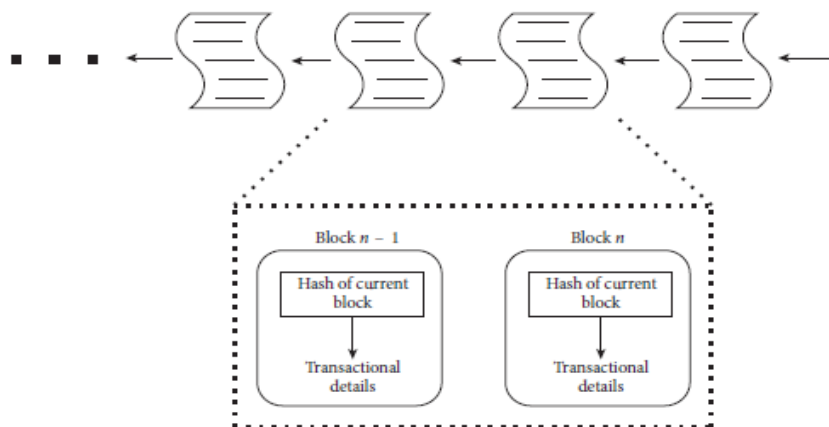 Block n – 1
Block n
Hash of current
block
Hash of current
block
Transactional
details
Transactional
details